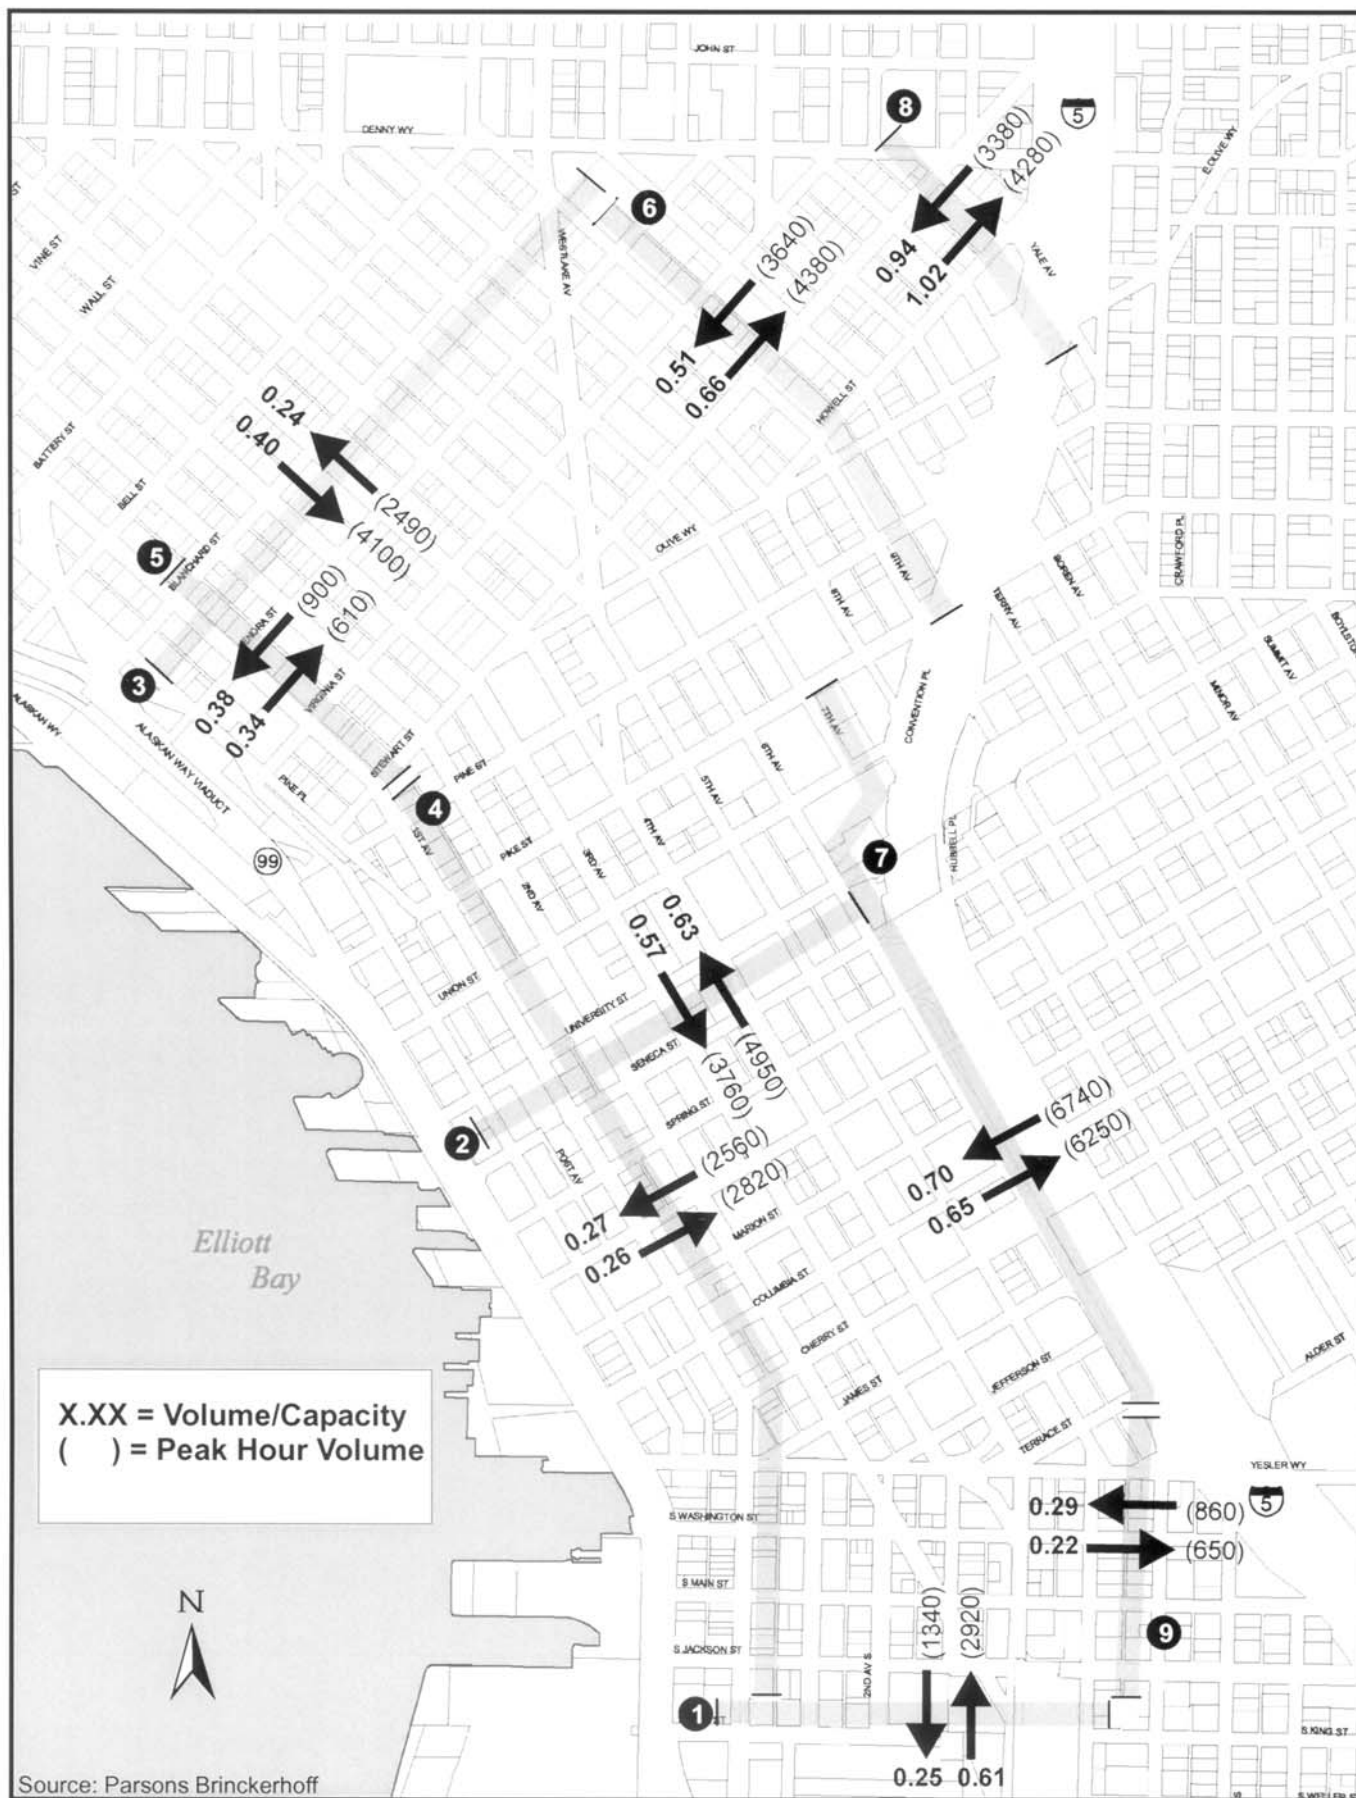 JOHN ST
DENNY WY
8
5
(3380)
(4280)
E OLIVE WY
6
VINE ST
WALL ST
WESTLAKE AV
(3640)
(4380)
0.94
1.02
YALE AV
0.51
0.66
HOWELL ST
0.24
0.40
BATTERY ST
BELL ST
(2490)
(4100)
OLIVE WY
5
BLANCHARD ST
9TH AV
8TH AV
BOREN AV
CRAWFORD PL
TERRY AV
(900)
(610)
SUMMIT AV
MINOR AV
3
0.38
0.34
VIRGINIA ST
ALASKAN WY
ALASKAN WAY VIADUCT
PIKE PL
STEWART ST
PINE ST
7TH AV
6TH AV
5TH AV
4TH AV
CONVENTION PL
4
1ST AV
PIKE ST
2ND AV
3RD AV
HUBBELL PL
7
99
0.63
0.57
UNION ST
UNIVERSITY ST
SENECA ST
(3760)
(4950)
SPRING ST
2
POST AV
(2560)
(2820)
0.27
0.26
MARION ST
(6740)
(6250)
0.70
0.65
Elliott
Bay
COLUMBIA ST
CHERRY ST
JAMES ST
JEFFERSON ST
TERRACE ST
ALDER ST
X.XX = Volume/Capacity
( ) = Peak Hour Volume
YESLER WY
5
0.29
(860)
0.22
(650)
S WASHINGTON ST
S MAIN ST
S JACKSON ST
N
(1340)
(2920)
9
2ND AV S
1
ST
S KING ST
0.25
0.61
Source: Parsons Brinckerhoff